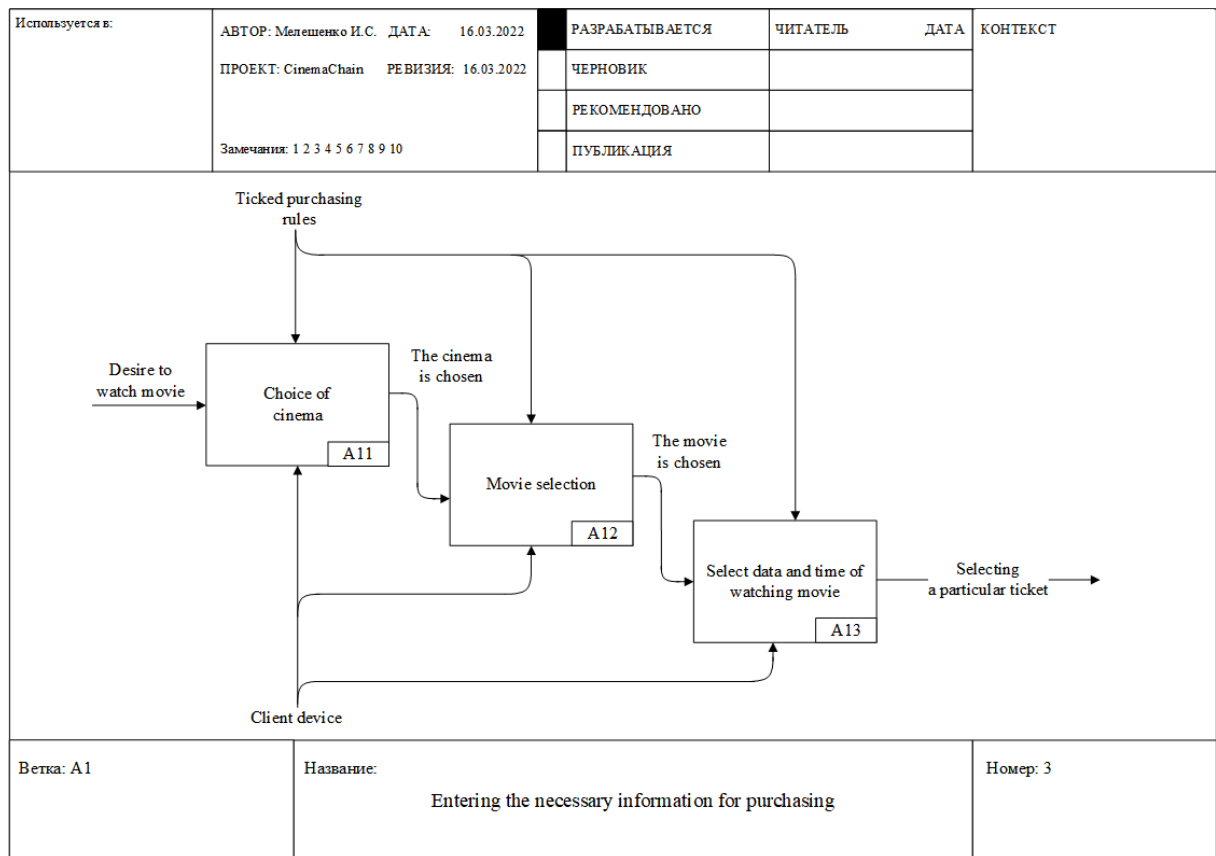 Используется в:
АВТОР: Мелешенко И.С. ДАТА: 16.03.2022
ПРОЕКТ: CinemaChain РЕВИЗИЯ: 16.03.2022
Замечания: 1 2 3 4 5 6 7 8 9 10
РАЗРАБАТЫВАЕТСЯ
ЧИТАТЕЛЬ ДАТА
КОНТЕКСТ
ЧЕРНОВИК
РЕКОМЕНДОВАНО
ПУБЛИКАЦИЯ
Ticked purchasing
rules
Desire to
watch movie
Choice of
cinema
A11
The cinema
is chosen
Movie selection
A12
The movie
is chosen
Select data and time of
watching movie
A13
Selecting
a particular ticket
Client device
Ветка: A1
Название:
Entering the necessary information for purchasing
Номер: 3